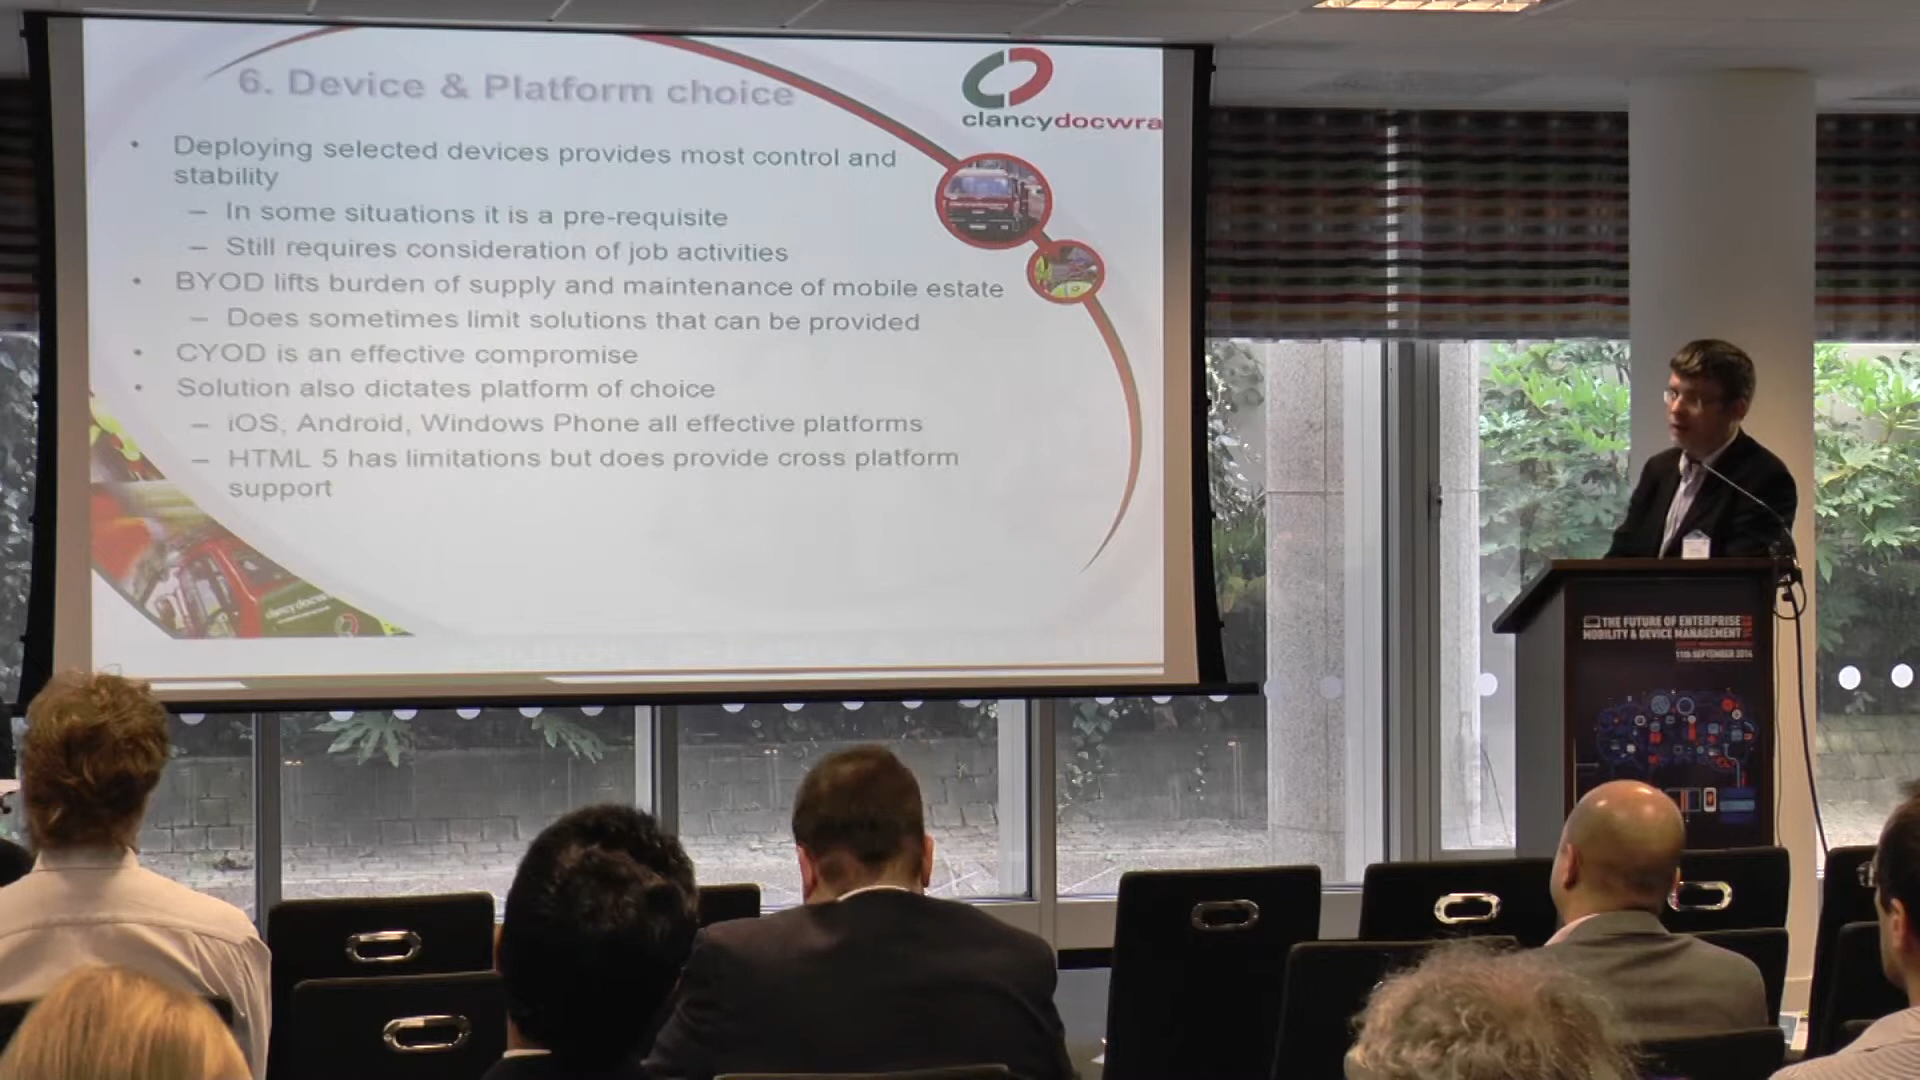 6. Device & Platform choice
clancydocwra
• Deploying selected devices provides most control and
stability
– In some situations it is a pre-requisite
– Still requires consideration of job activities
• BYOD lifts burden of supply and maintenance of mobile estate
– Does sometimes limit solutions that can be provided
• CYOD is an effective compromise
• Solution also dictates platform of choice
– iOS, Android, Windows Phone all effective platforms
– HTML 5 has limitations but does provide cross platform
support
clancydocwra
THE FUTURE OF ENTERPRISE
MOBILITY & DEVICE MANAGEMENT
11th SEPTEMBER 2014